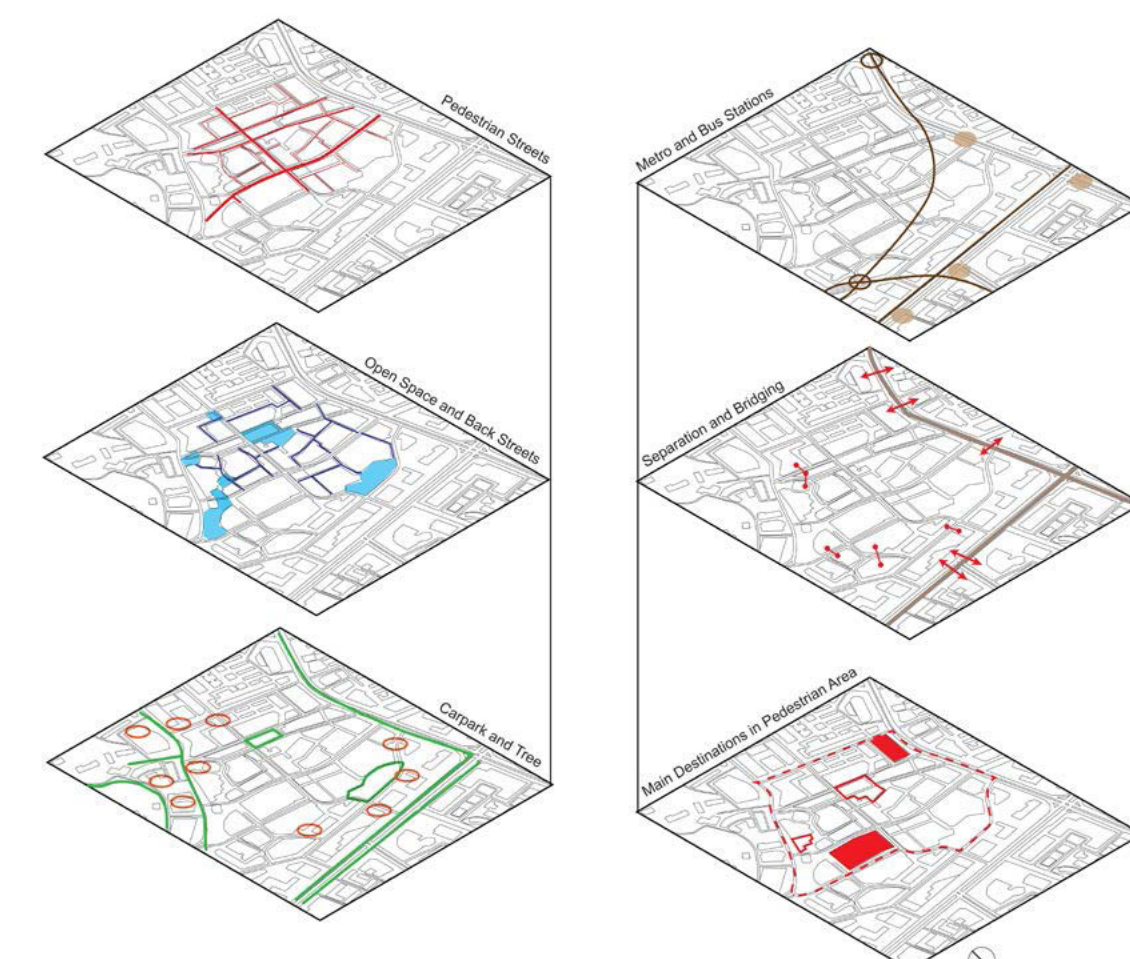 Pedestrian Streets
Open Space and Back Streets
Carpark and Tree
Metro and Bus Stations
Separation and Bridging
Main Destinations in Pedestrian Area